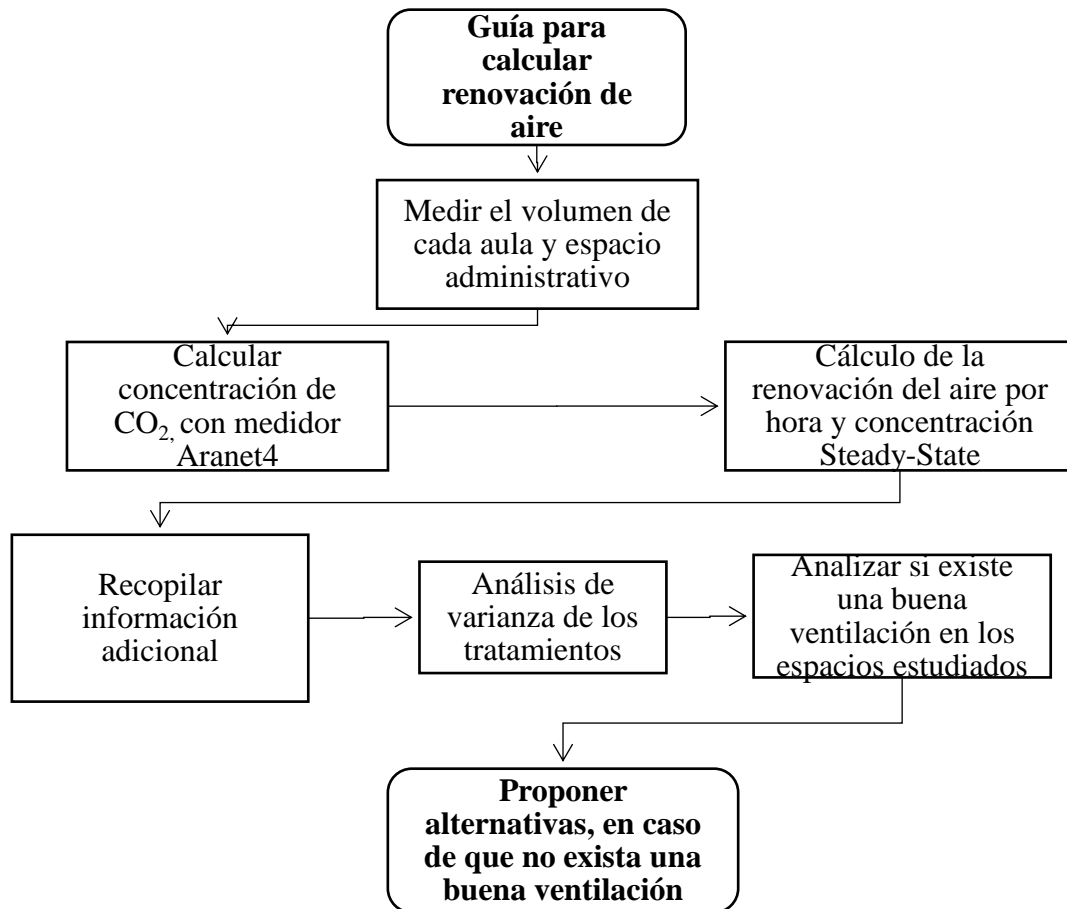 Guía para
calcular
renovación de
aire
Medir el volumen de
cada aula y espacio
administrativo
Calcular
concentración de
CO2, con medidor
Aranet4
Cálculo de la
renovación del aire por
hora y concentración
Steady-State
Recopilar
información
adicional
Análisis de
varianza de los
tratamientos
Analizar si existe
una buena
ventilación en los
espacios estudiados
Proponer
alternativas, en caso
de que no exista una
buena ventilación